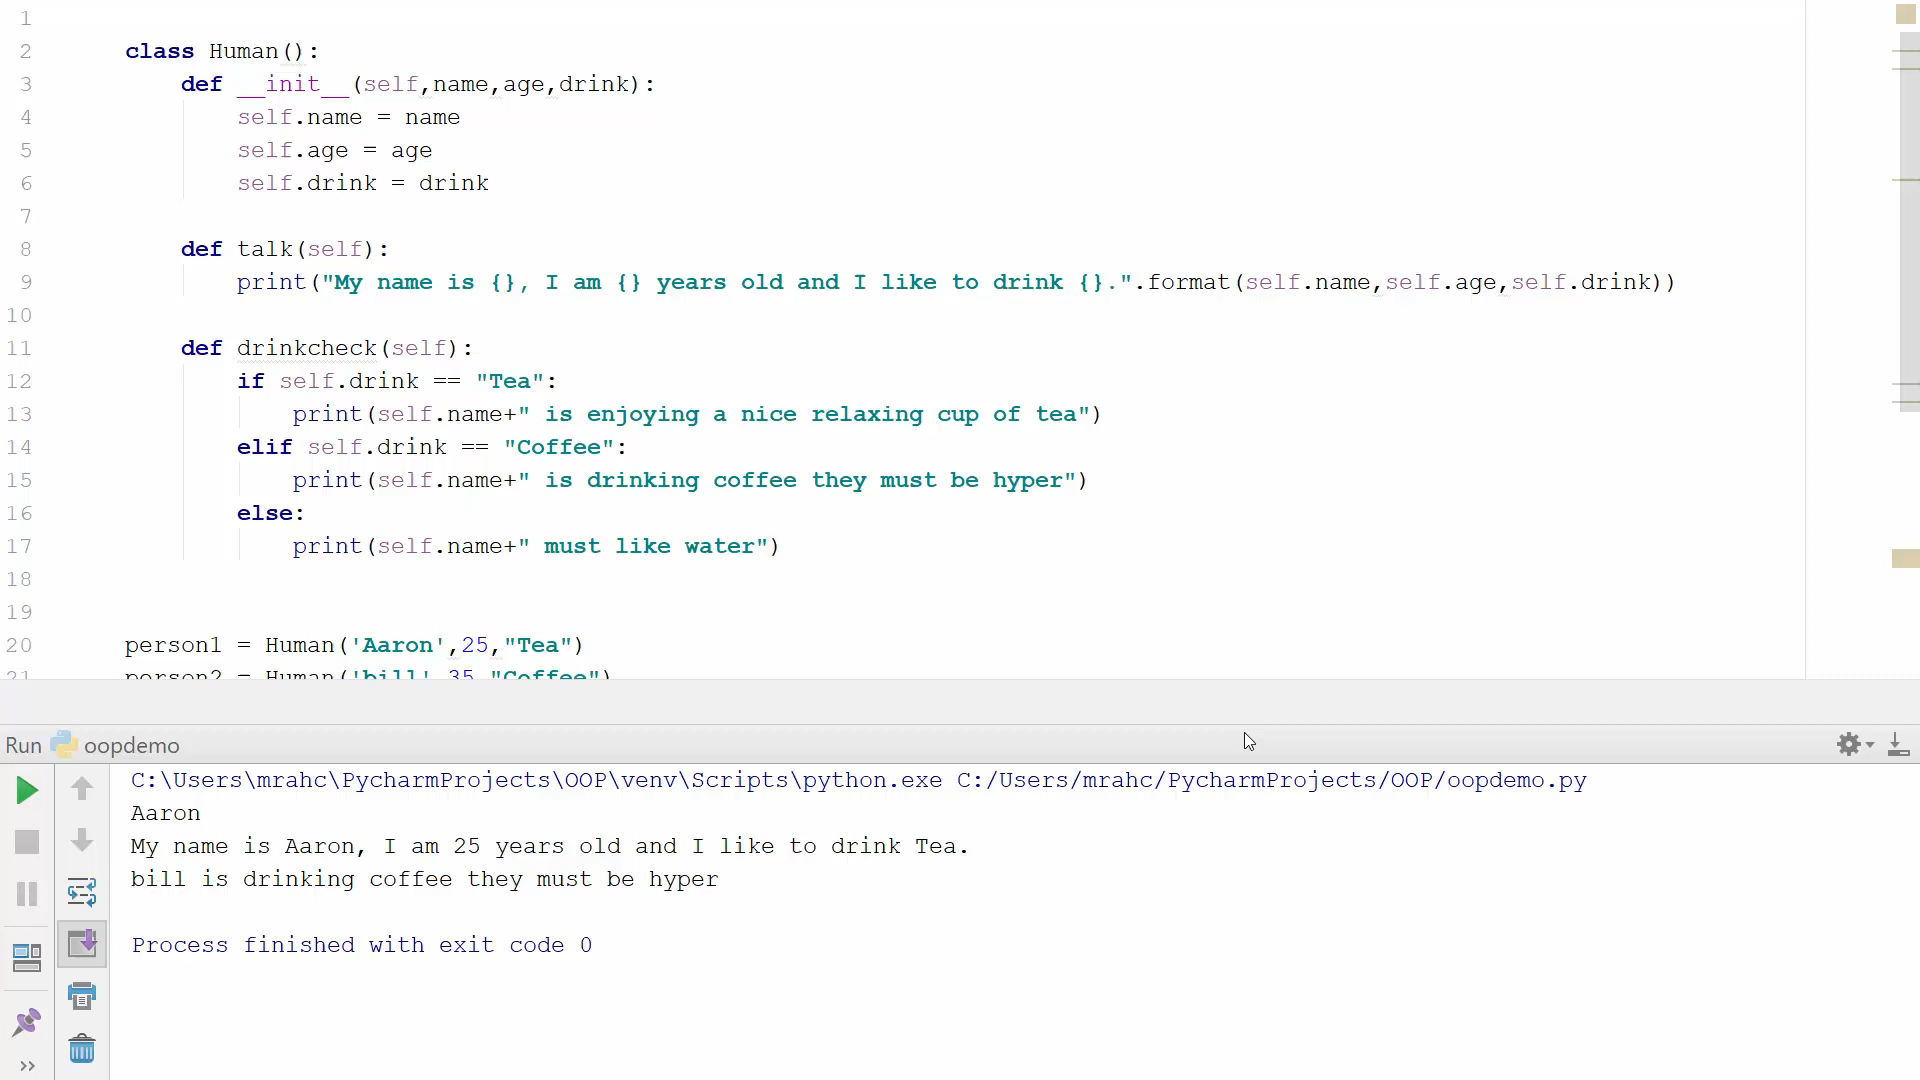 1
2 class Human():
3     def __init__(self,name,age,drink):
4         self.name = name
5         self.age = age
6         self.drink = drink
7
8     def talk(self):
9         print("My name is {}, I am {} years old and I like to drink {}.".format(self.name,self.age,self.drink))
10
11     def drinkcheck(self):
12         if self.drink == "Tea":
13             print(self.name+" is enjoying a nice relaxing cup of tea")
14         elif self.drink == "Coffee":
15             print(self.name+" is drinking coffee they must be hyper")
16         else:
17             print(self.name+" must like water")
18
19
20 person1 = Human('Aaron',25,"Tea")
21 person2 = Human('bill',35,"Coffee")
Run oopdemo
C:\Users\mrahc\PycharmProjects\OOP\venv\Scripts\python.exe C:/Users/mrahc/PycharmProjects/OOP/oopdemo.py
Aaron
My name is Aaron, I am 25 years old and I like to drink Tea.
bill is drinking coffee they must be hyper
Process finished with exit code 0